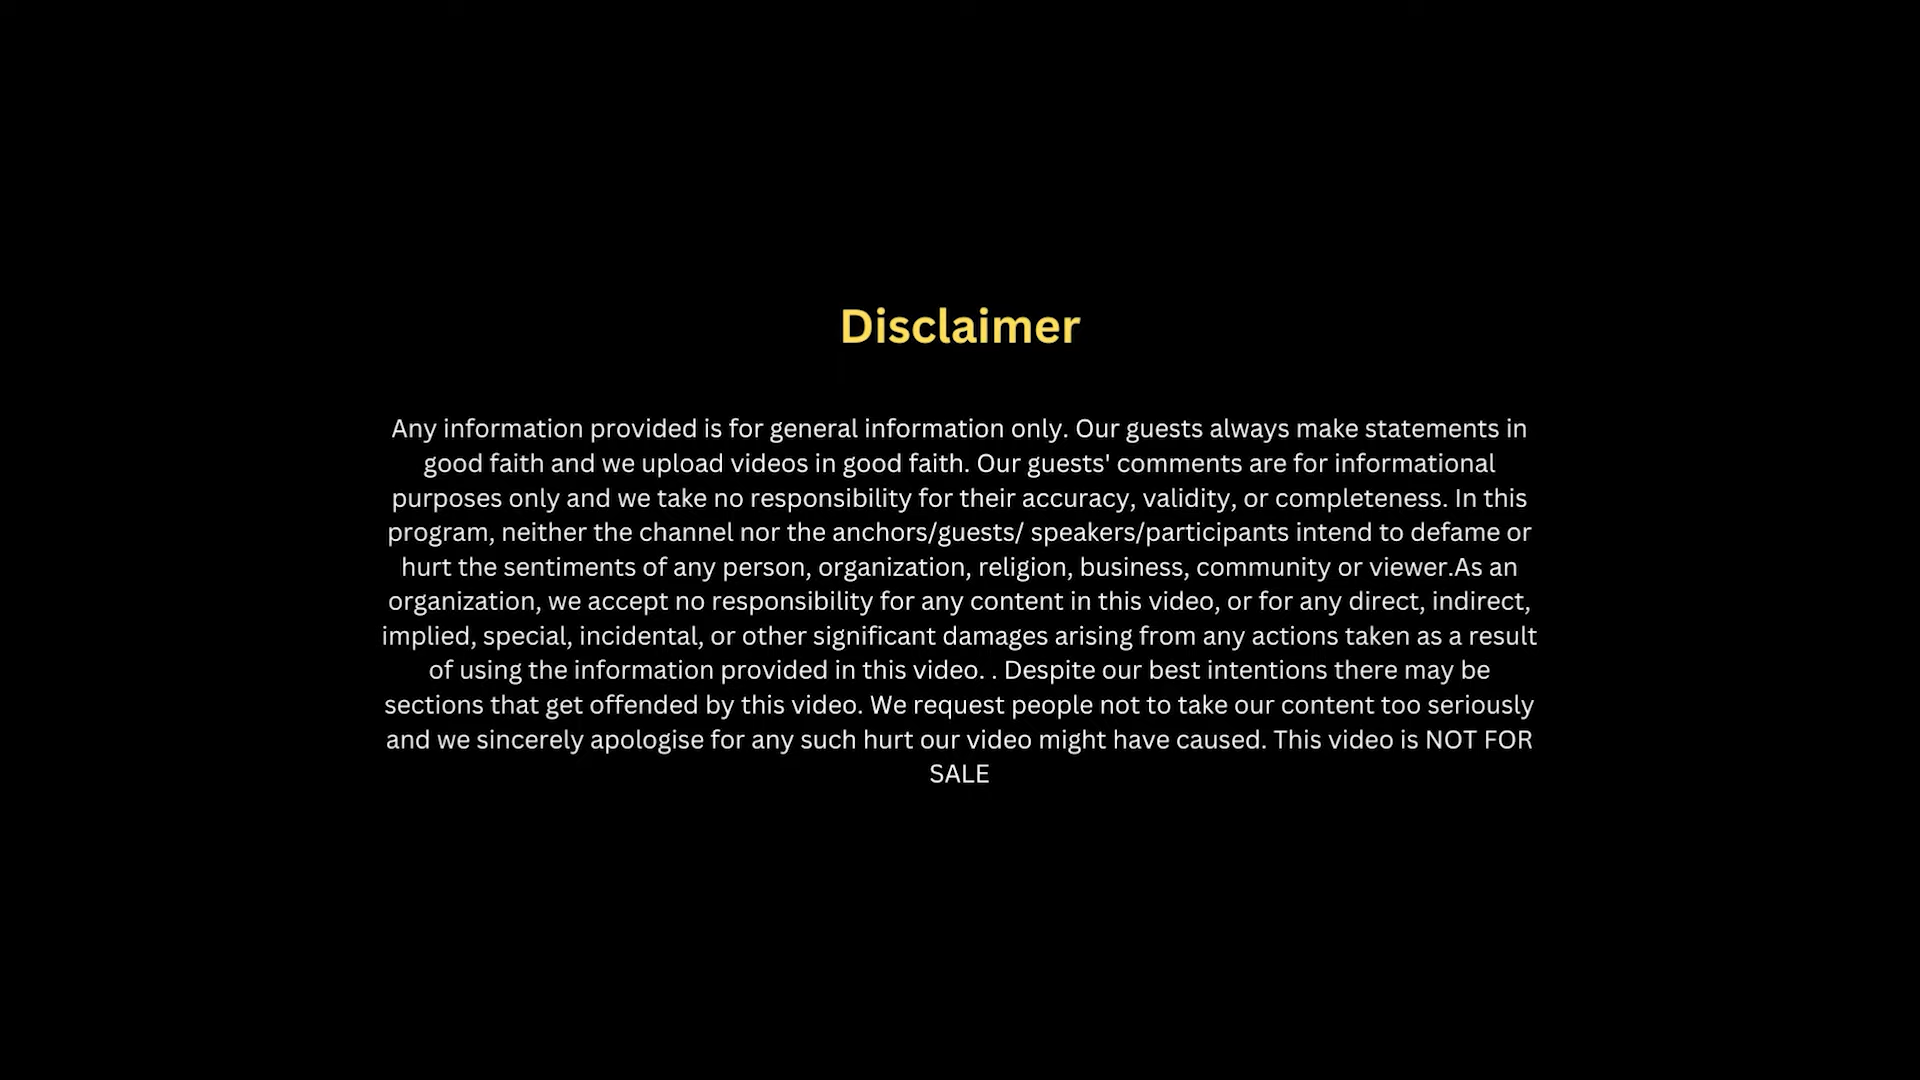 Disclaimer
Any information provided is for general information only. Our guests always make statements in
good faith and we upload videos in good faith. Our guests' comments are for informational
purposes only and we take no responsibility for their accuracy, validity, or completeness. In this
program, neither the channel nor the anchors/guests/ speakers/participants intend to defame or
hurt the sentiments of any person, organization, religion, business, community or viewer.As an
organization, we accept no responsibility for any content in this video, or for any direct, indirect,
implied, special, incidental, or other significant damages arising from any actions taken as a result
of using the information provided in this video. . Despite our best intentions there may be
sections that get offended by this video. We request people not to take our content too seriously
and we sincerely apologise for any such hurt our video might have caused. This video is NOT FOR
SALE